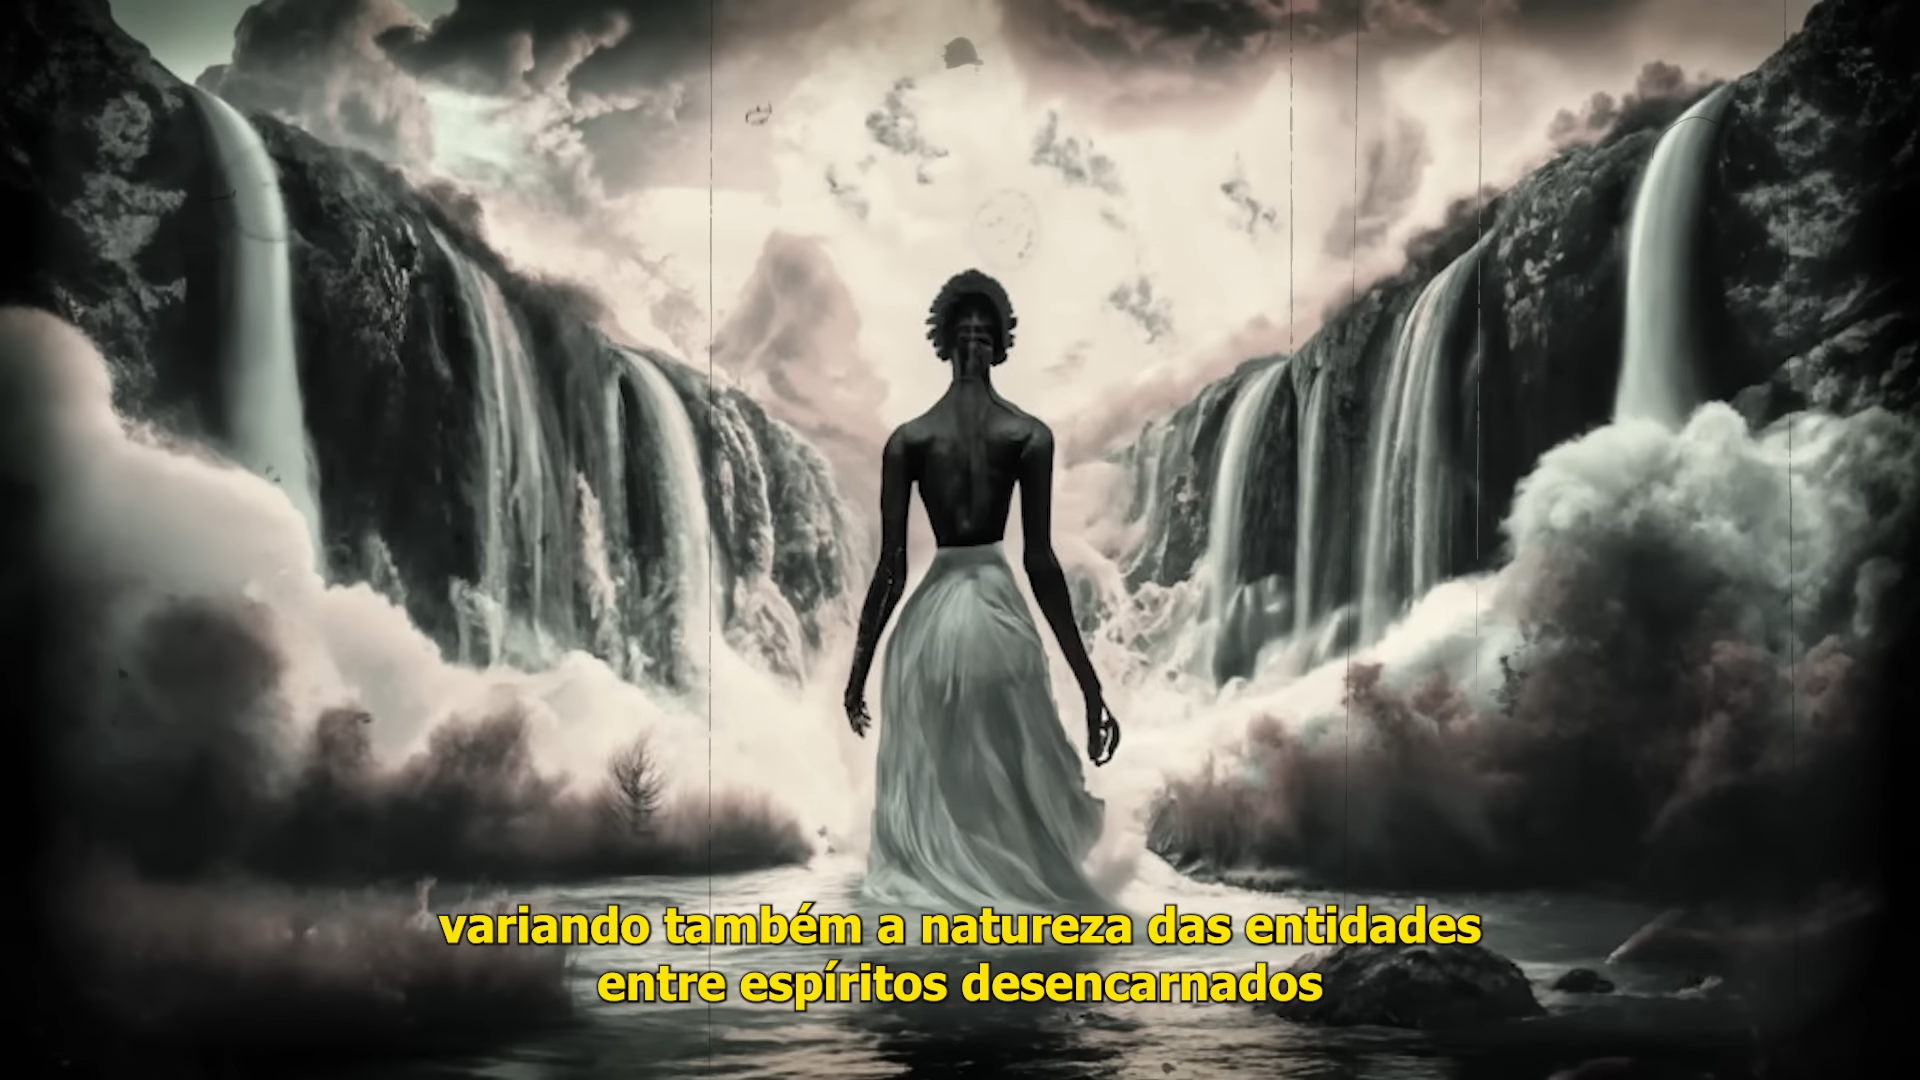 variando também a natureza das entidades
entre espíritos desencarnados